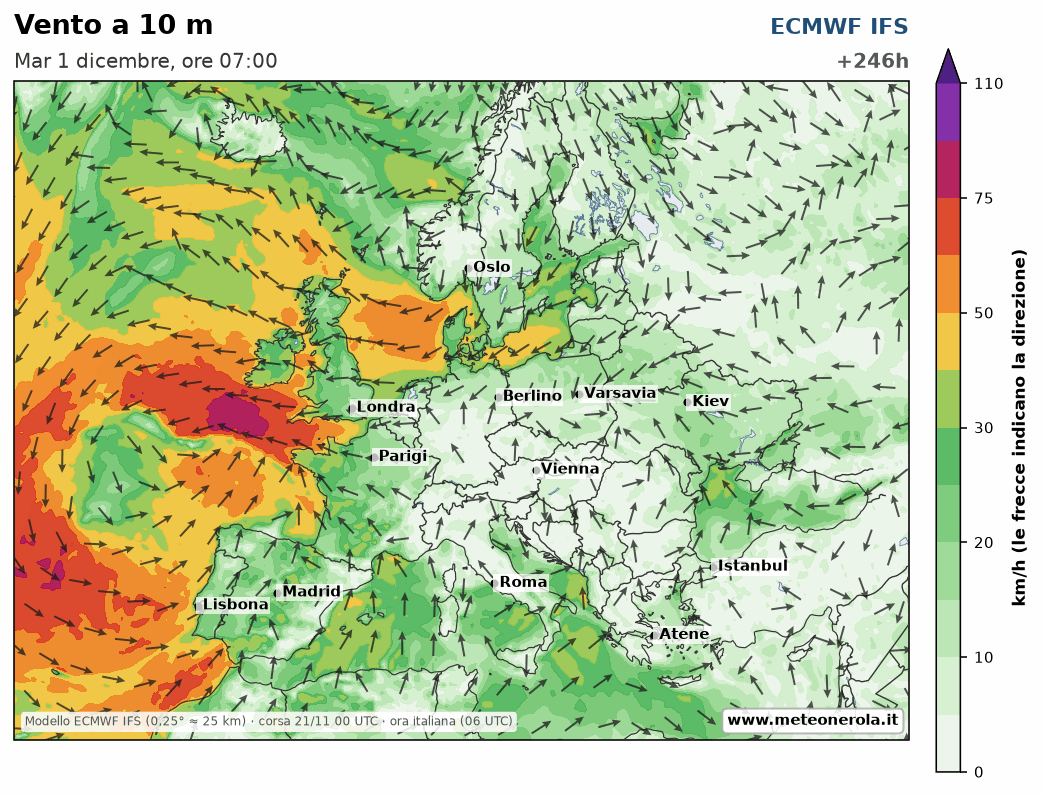 Vento a 10 m
ECMWF IFS
Mar 1 dicembre, ore 07:00
+246h
110
75
50
30
20
10
0
km/h (le frecce indicano la direzione)
Oslo
Berlino
Varsavia
Kiev
Londra
Parigi
Vienna
Istanbul
Roma
Madrid
Lisbona
Atene
Modello ECMWF IFS (0,25° ≈ 25 km) · corsa 21/11 00 UTC · ora italiana (06 UTC)
www.meteonerola.it